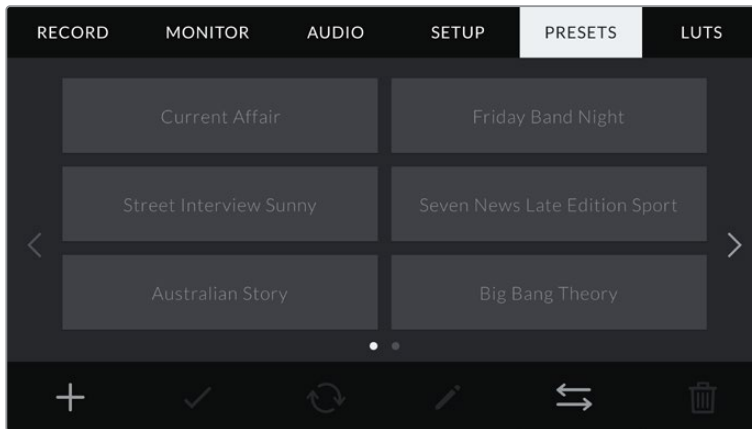 RECORD MONITOR AUDIO SETUP PRESETS LUTS
Current Affair Friday Band Night
Street Interview Sunny Seven News Late Edition Sport
Australian Story Big Bang Theory